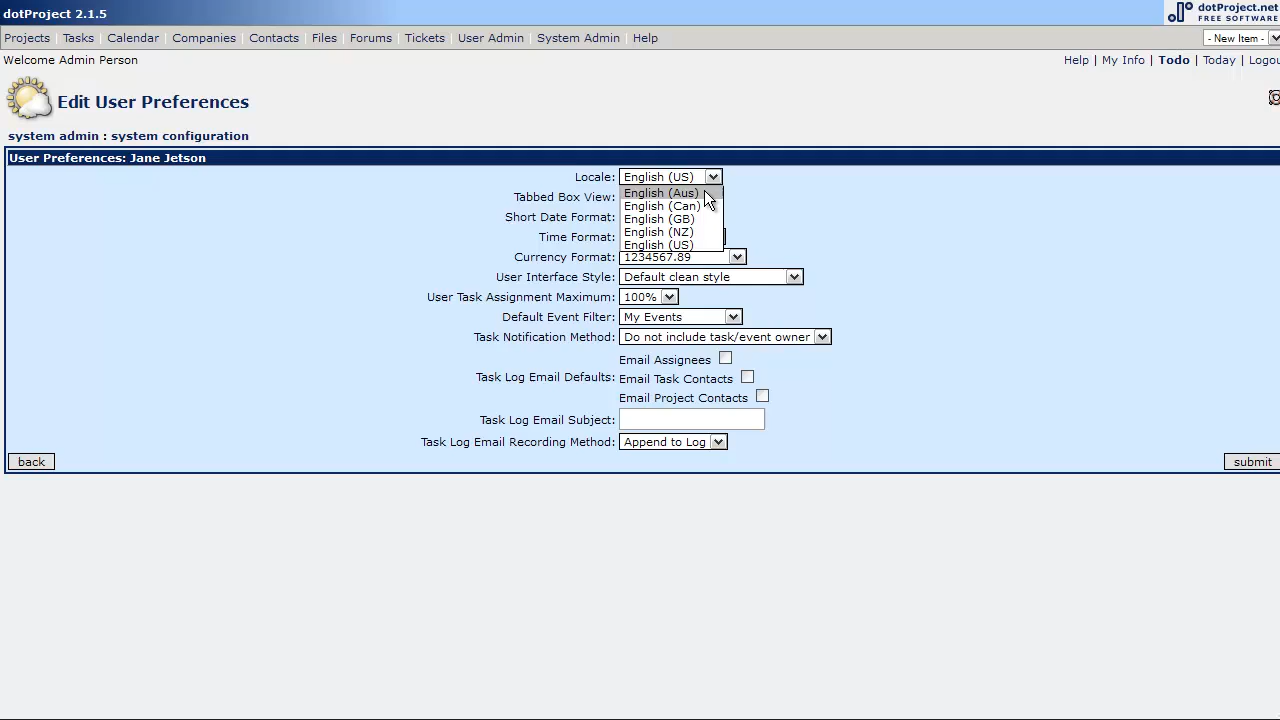 dotProject 2.1.5
dotProject.net
FREE SOFTWARE
Projects Tasks Calendar Companies Contacts Files Forums Tickets User Admin System Admin Help
- New Item -
Welcome Admin Person
Help | My Info | Todo | Today |
Edit User Preferences
system admin : system configuration
User Preferences: Jane Jetson
Locale: English (US)
English (Aus)
Tabbed Box View:
English (Can)
Short Date Format:
English (GB)
English (NZ)
Time Format:
English (US)
Currency Format: 1234567.89
User Interface Style: Default clean style
User Task Assignment Maximum: 100%
Default Event Filter: My Events
Task Notification Method: Do not include task/event owner
Email Assignees
Task Log Email Defaults: Email Task Contacts
Email Project Contacts
Task Log Email Subject:
Task Log Email Recording Method: Append to Log
back submit